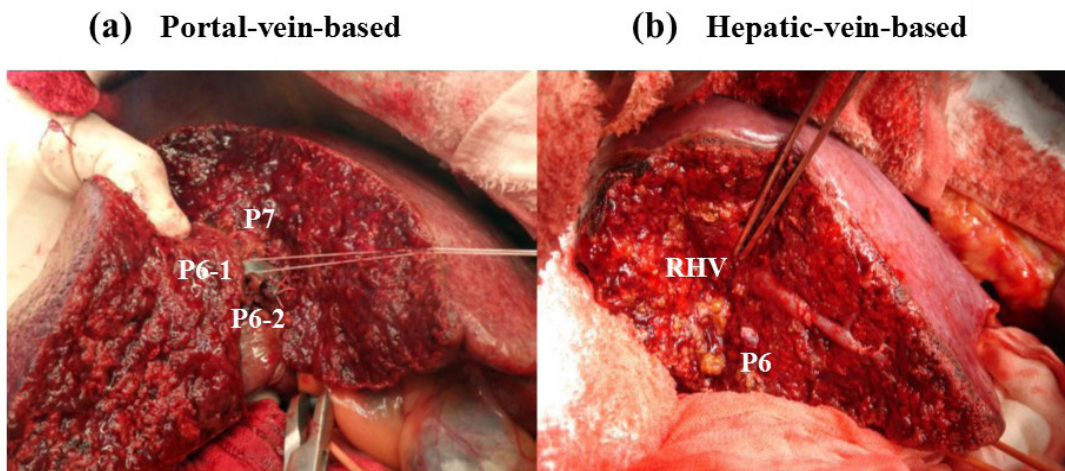 (a) Portal-vein-based
(b) Hepatic-vein-based
P7
P6-1
P6-2
RHV
P6